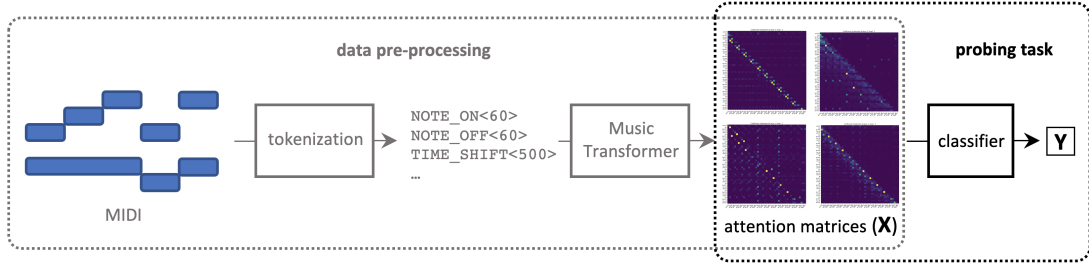 data pre-processing
probing task
MIDI
tokenization
NOTE_ON<60>
NOTE_OFF<60>
TIME_SHIFT<500>
…
Music
Transformer
attention matrices (X)
classifier
Y